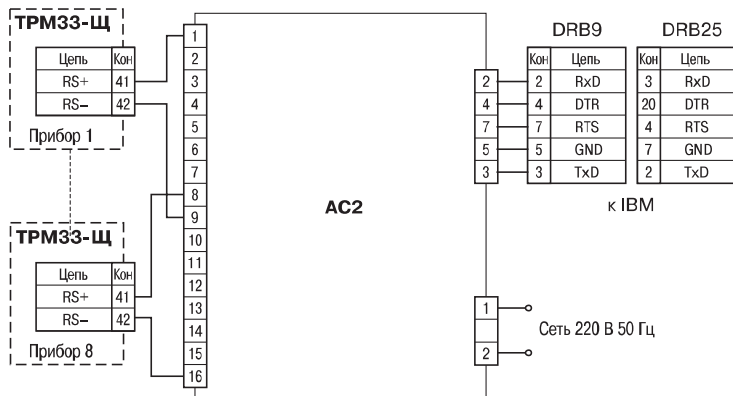 ТРМ33-Щ
Цепь Кон
RS+ 41
RS− 42
Прибор 1
ТРМ33-Щ
Цепь Кон
RS+ 41
RS− 42
Прибор 8
1
2
3
4
5
6
7
8
9
10
11
12
13
14
15
16
АС2
2
4
7
5
3
DRB9
Кон Цепь
2 RxD
4 DTR
7 RTS
5 GND
3 TxD
DRB25
Кон Цепь
3 RxD
20 DTR
4 RTS
7 GND
2 TxD
к IBM
1
2
Сеть 220 В 50 Гц